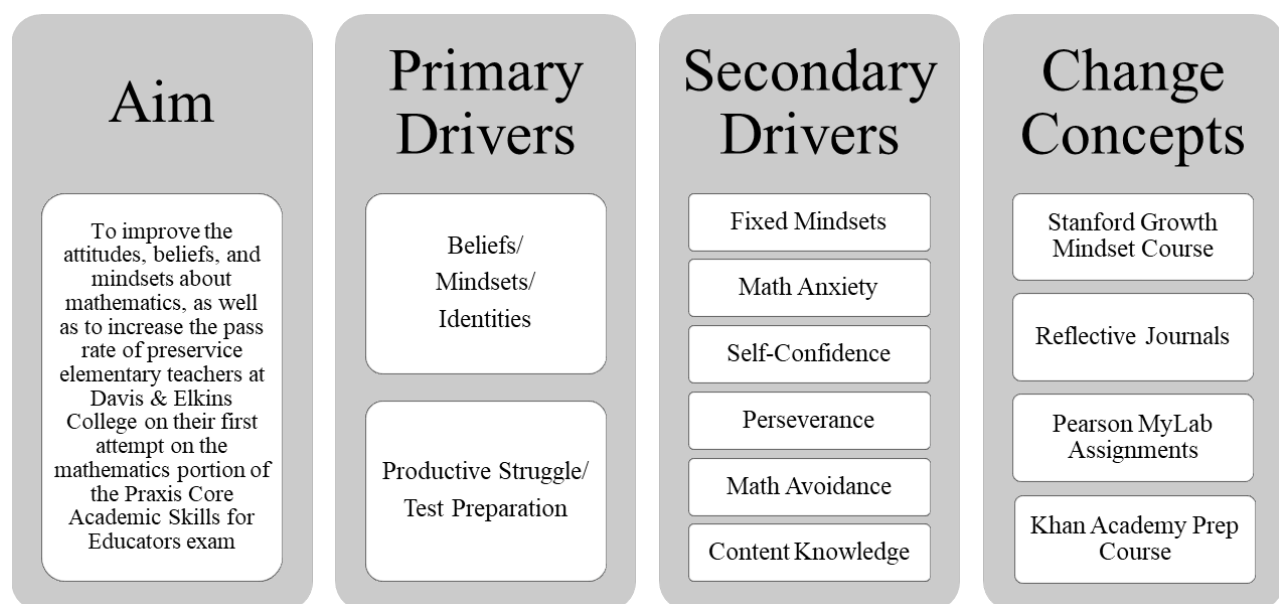 Aim
To improve the
attitudes, beliefs, and
mindsets about
mathematics, as well
as to increase the pass
rate of preservice
elementary teachers at
Davis & Elkins
College on their first
attempt on the
mathematics portion of
the Praxis Core
Academic Skills for
Educators exam
Primary
Drivers
Beliefs/
Mindsets/
Identities
Productive Struggle/
Test Preparation
Secondary
Drivers
Fixed Mindsets
Math Anxiety
Self-Confidence
Perseverance
Math Avoidance
Content Knowledge
Change
Concepts
Stanford Growth
Mindset Course
Reflective Journals
Pearson MyLab
Assignments
Khan Academy Prep
Course